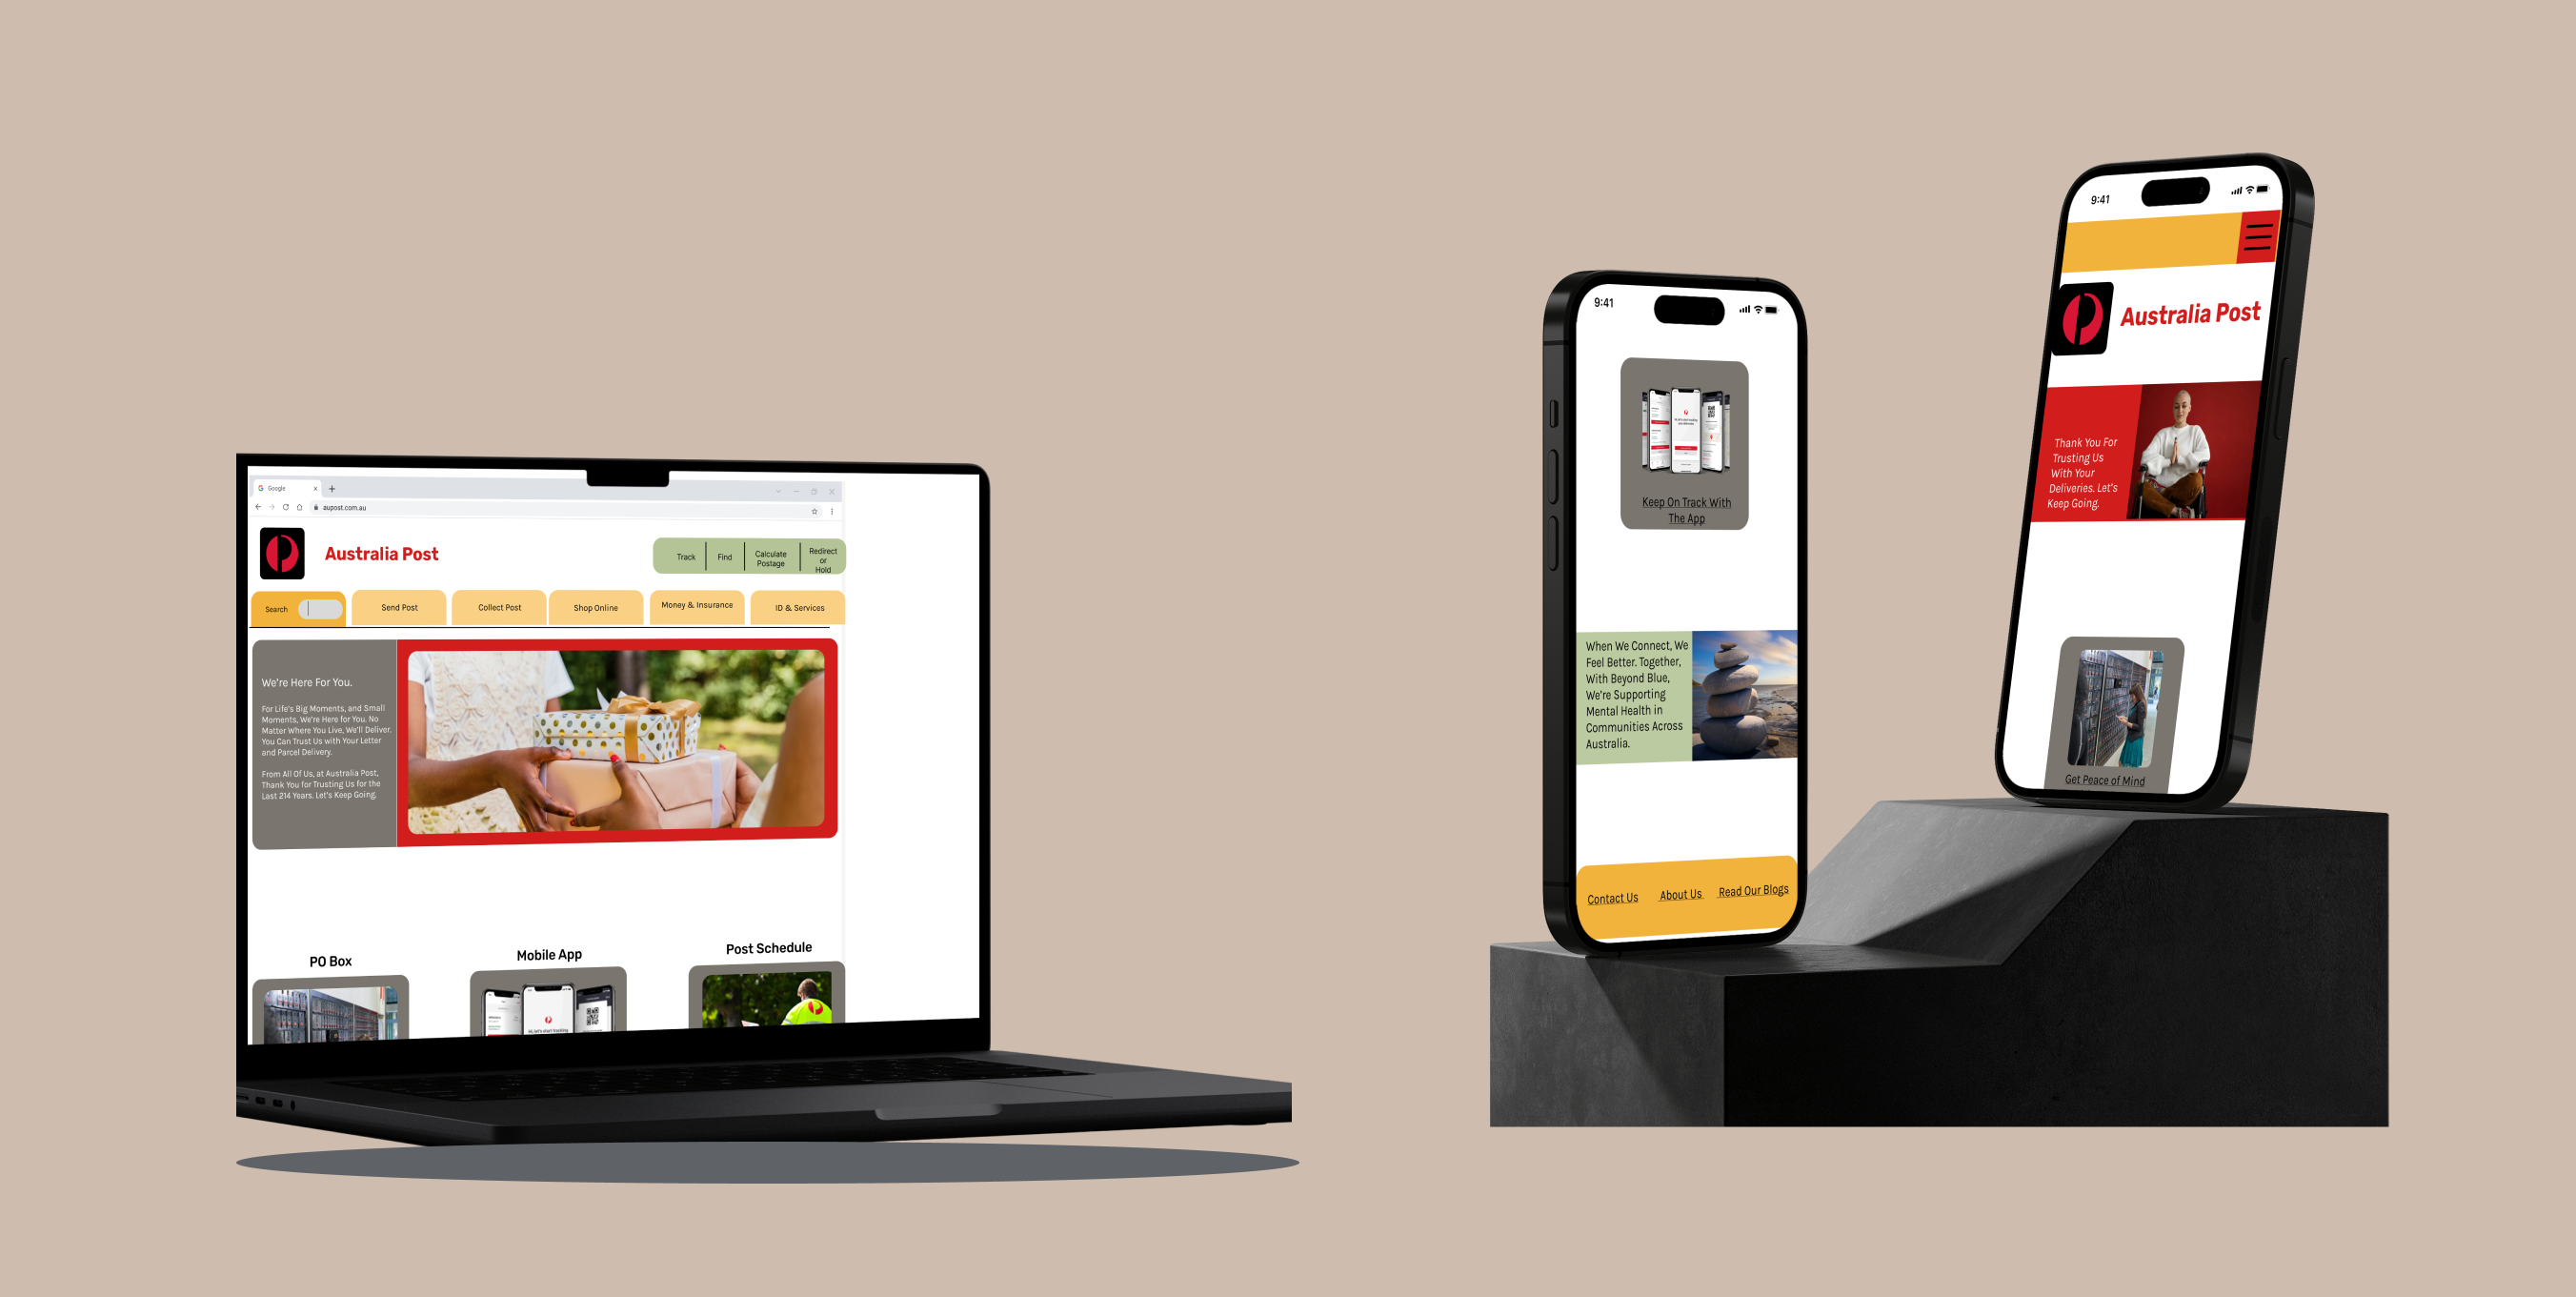 Google
aupost.com.au
Australia Post
Track
Find
Calculate
Postage
Redirect
or
Hold
Search
Send Post
Collect Post
Shop Online
Money & Insurance
ID & Services
We're Here For You.
For Life's Big Moments, and Small
Moments, We're Here for You. No
Matter Where You Live, We'll Deliver.
You Can Trust Us with Your Letter
and Parcel Delivery.
From All Of Us, at Australia Post,
Thank You for Trusting Us for the
Last 214 Years. Let's Keep Going.
PO Box
Mobile App
Post Schedule
9:41
Keep On Track With
The App
When We Connect, We
Feel Better. Together,
With Beyond Blue,
We're Supporting
Mental Health in
Communities Across
Australia.
Contact Us
About Us
Read Our Blogs
9:41
Australia Post
Thank You For
Trusting Us
With Your
Deliveries. Let's
Keep Going.
Get Peace of Mind